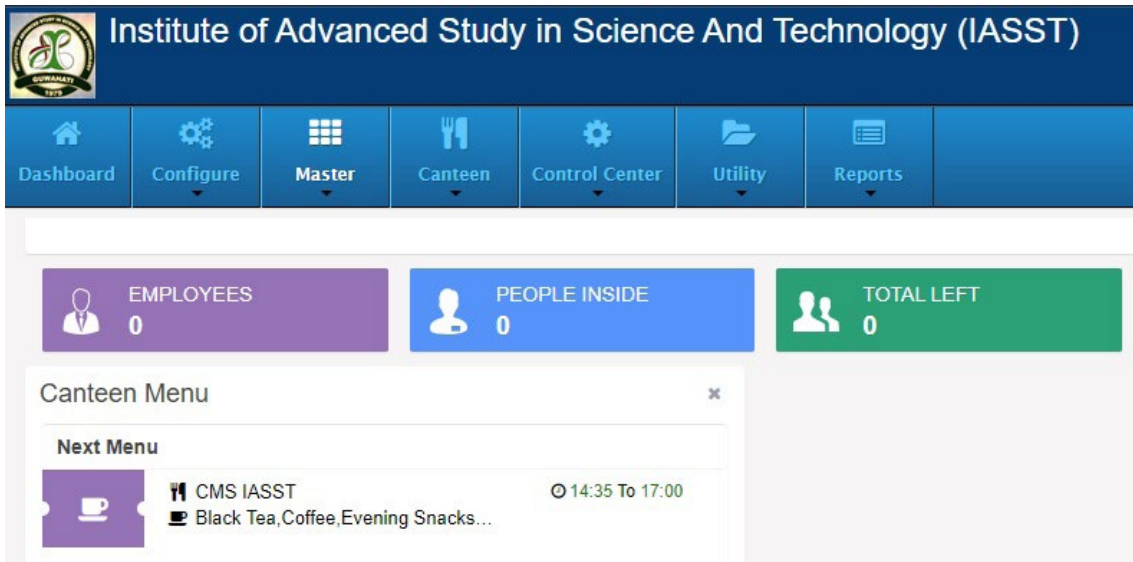 Institute of Advanced Study in Science And Technology (IASST)
GUWAHATI
1979
Dashboard
Configure
Master
Canteen
Control Center
Utility
Reports
EMPLOYEES
0
PEOPLE INSIDE
0
TOTAL LEFT
0
Canteen Menu
Next Menu
CMS IASST
14:35 To 17:00
Black Tea,Coffee,Evening Snacks...